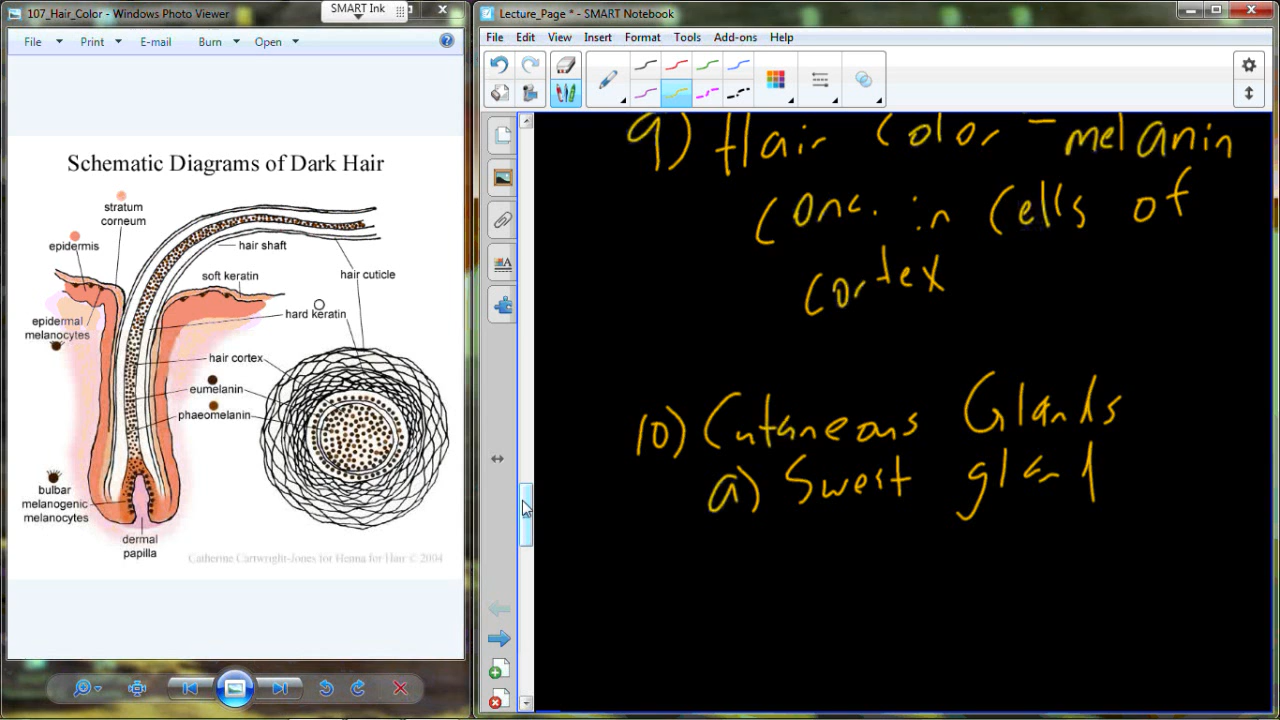 107_Hair_Color - Windows Photo Viewer
SMART Ink
File Print E-mail Burn Open
Schematic Diagrams of Dark Hair
stratum
corneum
epidermis
hair shaft
soft keratin
hair cuticle
hard keratin
epidermal
melanocytes
hair cortex
eumelanin
phaeomelanin
bulbar
melanogenic
melanocytes
dermal
papilla
Catherine Cartwright-Jones for Henna for Hair © 2004
Lecture_Page * - SMART Notebook
File Edit View Insert Format Tools Add-ons Help
9) Hair Color - melanin
conc. in cells of
cortex
10) Cutaneous Glands
a) Sweat gland